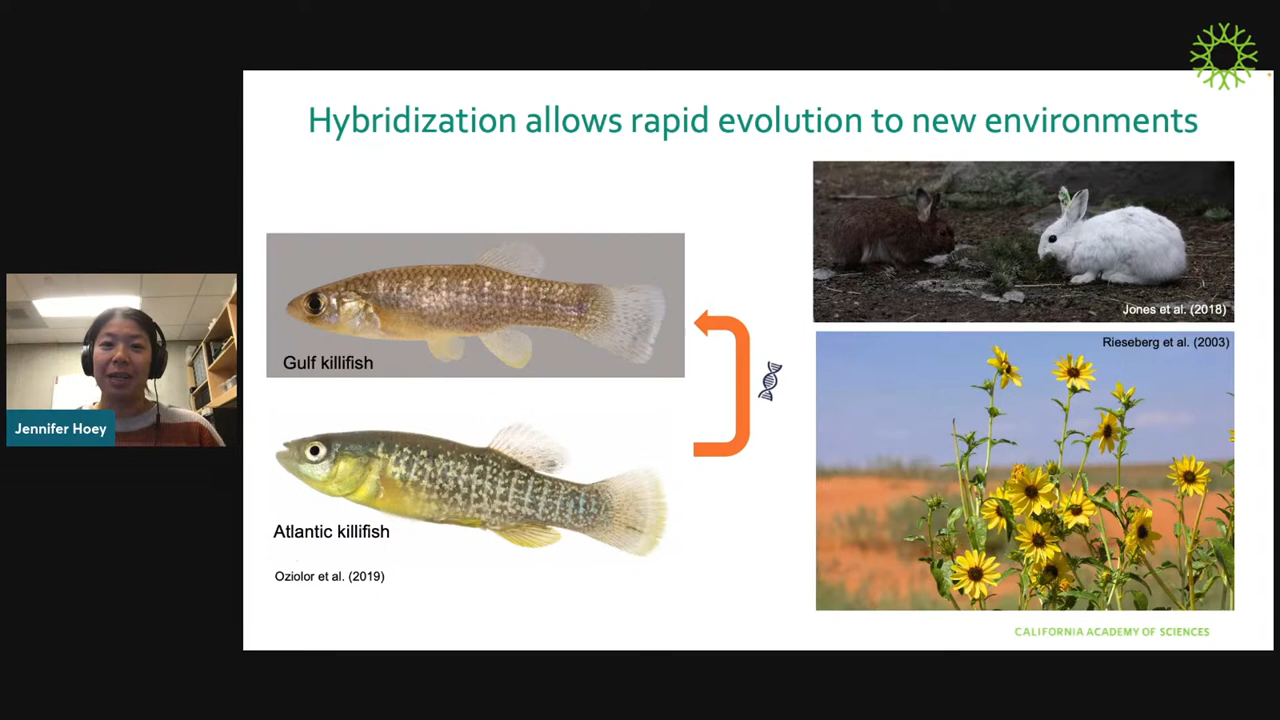 Hybridization allows rapid evolution to new environments
Jones et al. (2018)
Rieseberg et al. (2003)
Gulf killifish
Jennifer Hoey
Atlantic killifish
Oziolor et al. (2019)
CALIFORNIA ACADEMY OF SCIENCES